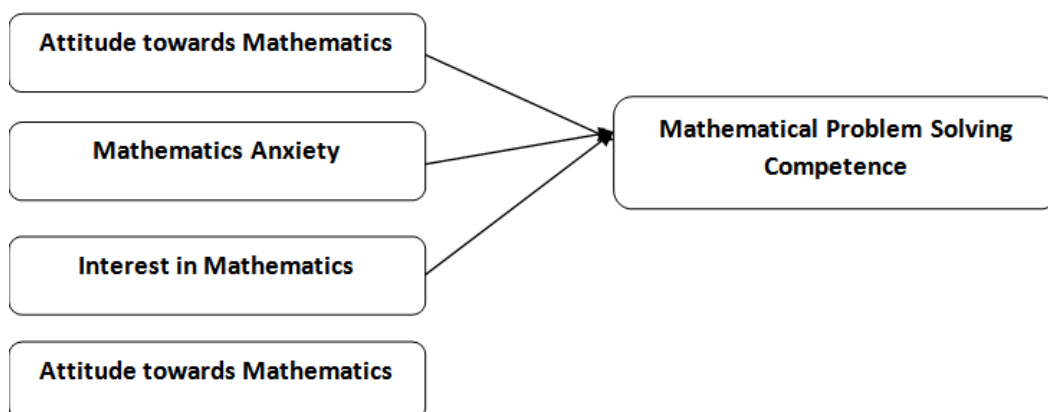 Attitude towards Mathematics
Mathematics Anxiety
Mathematical Problem Solving
Competence
Interest in Mathematics
Attitude towards Mathematics